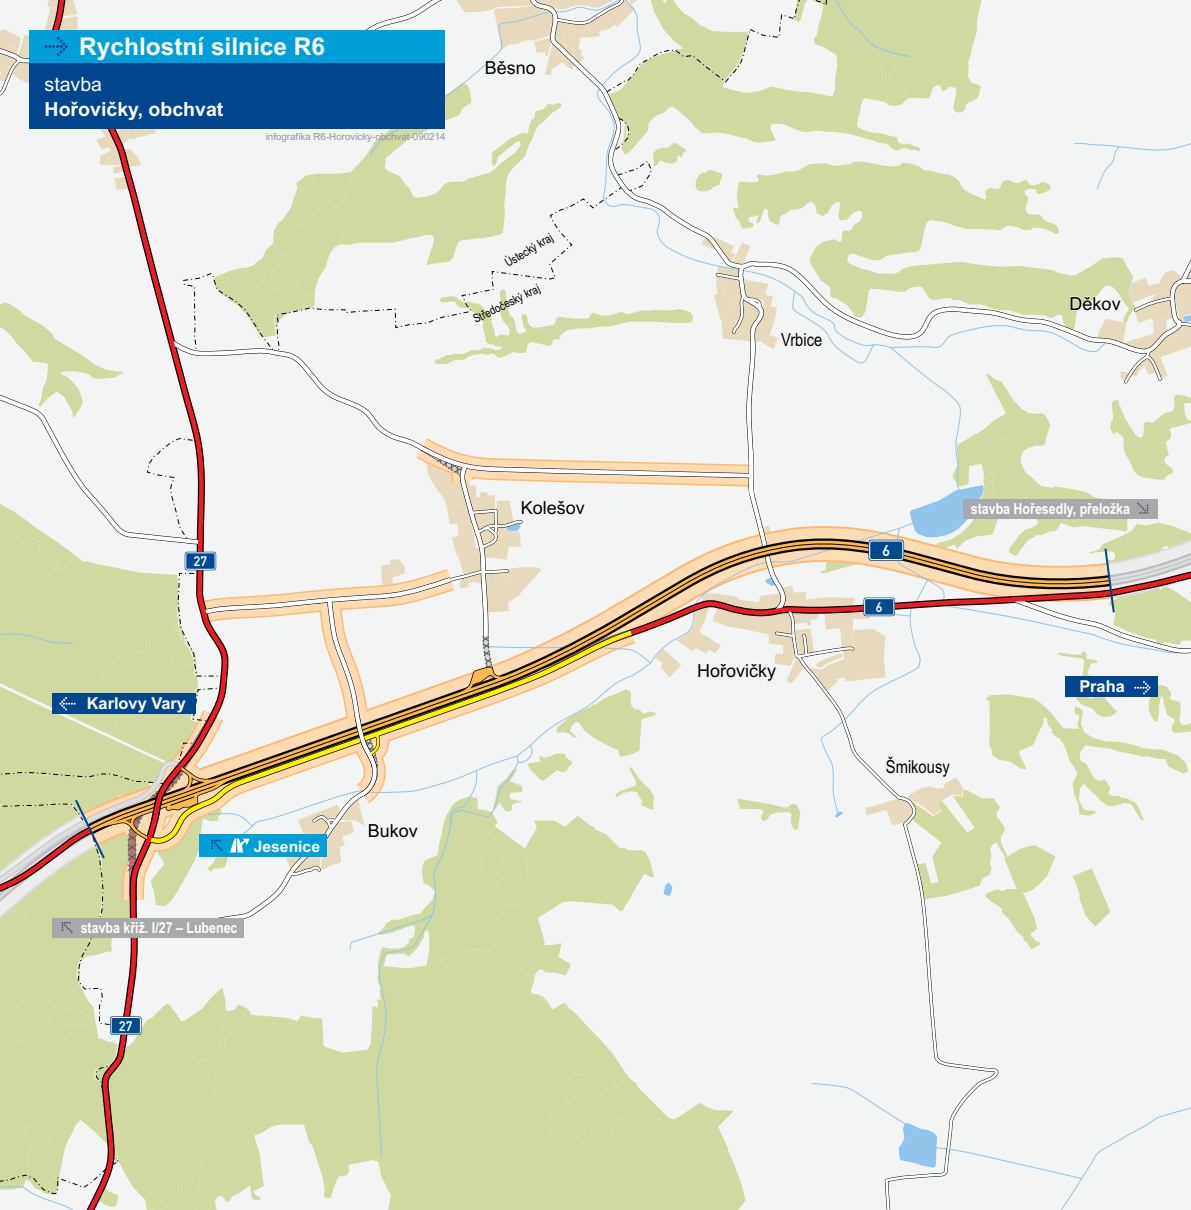 Rychlostní silnice R6
stavba
Hořovičky, obchvat
infografika R6-Horovicky-obchvat-090214
Běsno
Ústecký kraj
Středočeský kraj
Děkov
Vrbice
Kolešov
stavba Hořesedly, přeložka
6
27
6
Hořovičky
Praha
Karlovy Vary
Šmikousy
Bukov
Jesenice
stavba křiž. I/27 – Lubenec
27